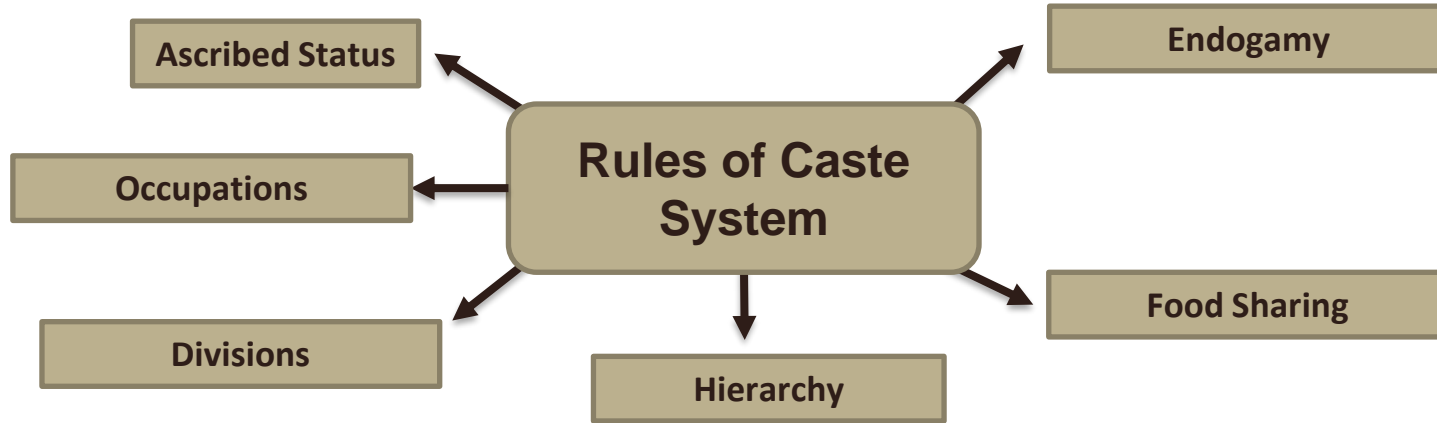 Ascribed Status
Endogamy
Rules of Caste
System
Occupations
Food Sharing
Divisions
Hierarchy